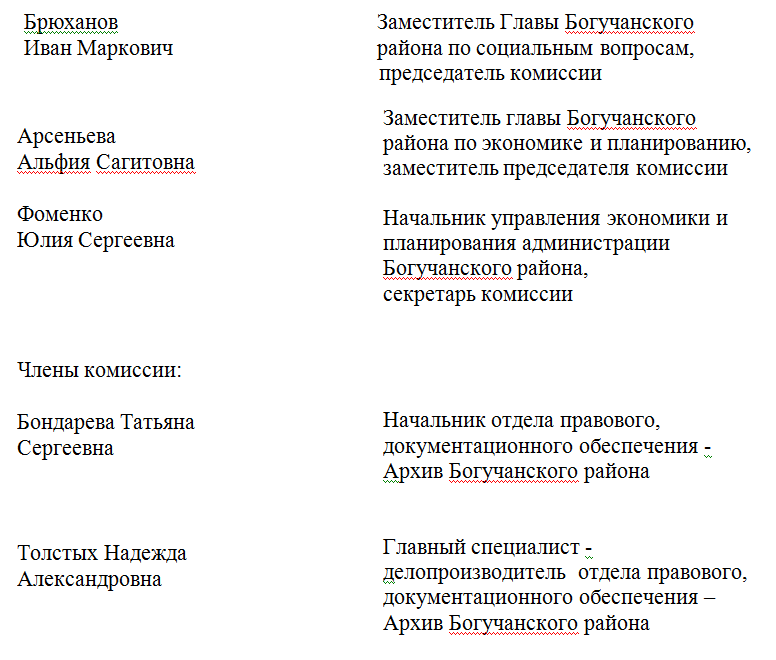 Брюханов
Иван Маркович
Заместитель Главы Богучанского
района по социальным вопросам,
председатель комиссии
Арсеньева
Альфия Сагитовна
Заместитель главы Богучанского
района по экономике и планированию,
заместитель председателя комиссии
Фоменко
Юлия Сергеевна
Начальник управления экономики и
планирования администрации
Богучанского района,
секретарь комиссии
Члены комиссии:
Бондарева Татьяна
Сергеевна
Начальник отдела правового,
документационного обеспечения -
Архив Богучанского района
Толстых Надежда
Александровна
Главный специалист -
делопроизводитель  отдела правового,
документационного обеспечения –
Архив Богучанского района